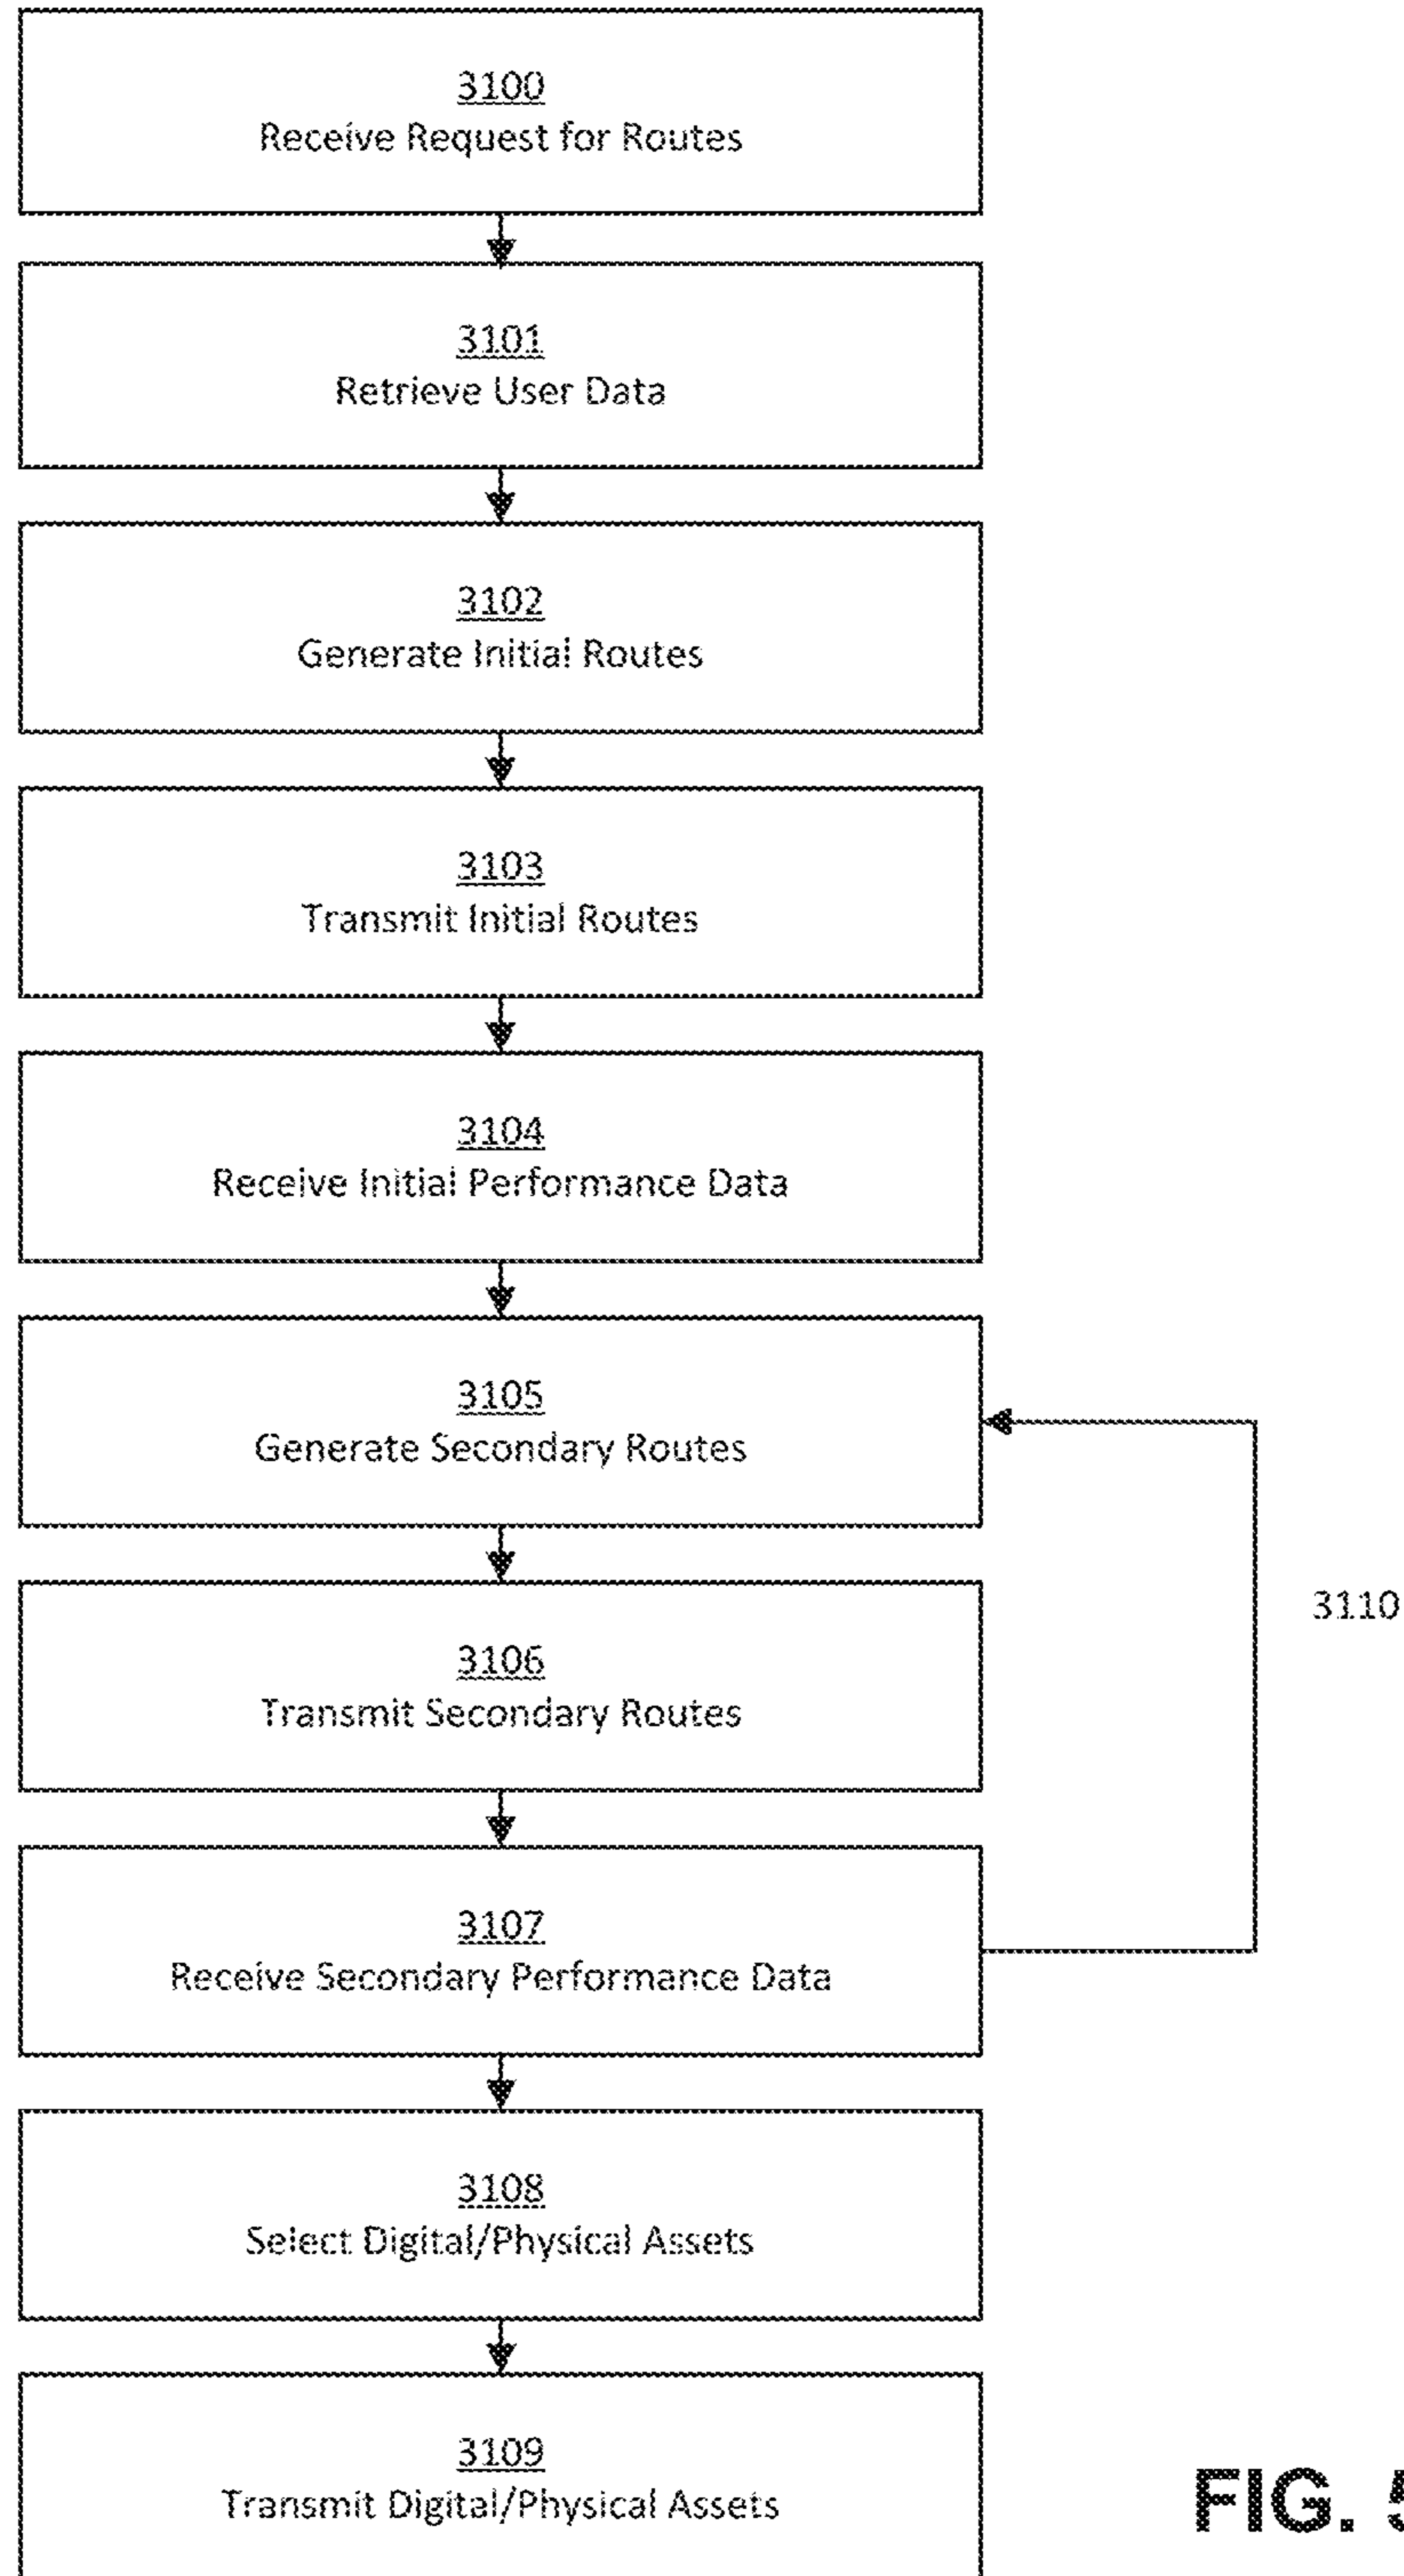 3100
Receive Request for Routes
3101
Retrieve User Data
3102
Generate Initial Routes
3103
Transmit Initial Routes
3104
Receive Initial Performance Data
3105
Generate Secondary Routes
3110
3106
Transmit Secondary Routes
3107
Receive Secondary Performance Data
3108
Select Digital/Physical Assets
3109
Transmit Digital/Physical Assets
FIG.